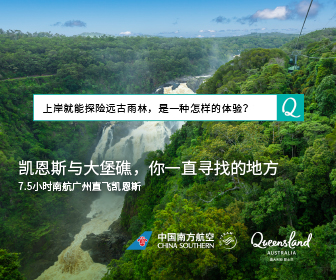 上岸就能探险远古雨林，是一种怎样的体验？
Q
凯恩斯与大堡礁，你一直寻找的地方
7.5小时南航广州直飞凯恩斯
中国南方航空
CHINA SOUTHERN
Queensland
AUSTRALIA